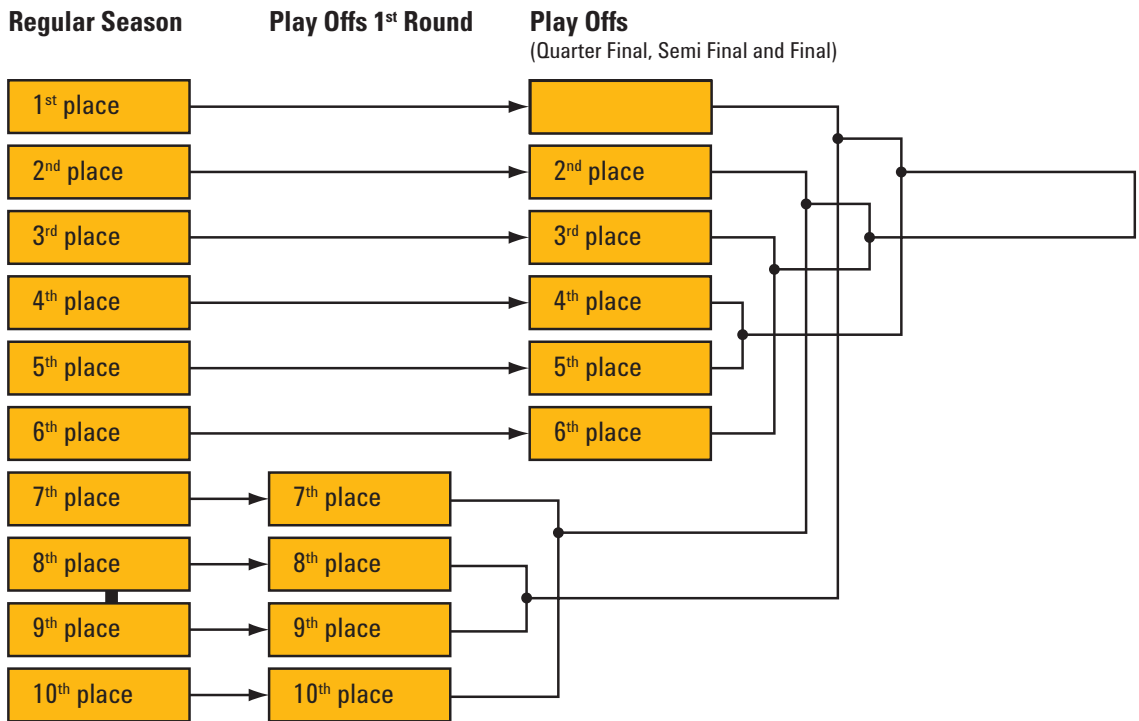 Regular Season
Play Offs 1st Round
Play Offs
(Quarter Final, Semi Final and Final)
1st place
2nd place
2nd place
3rd place
3rd place
4th place
4th place
5th place
5th place
6th place
6th place
7th place
7th place
8th place
8th place
9th place
9th place
10th place
10th place